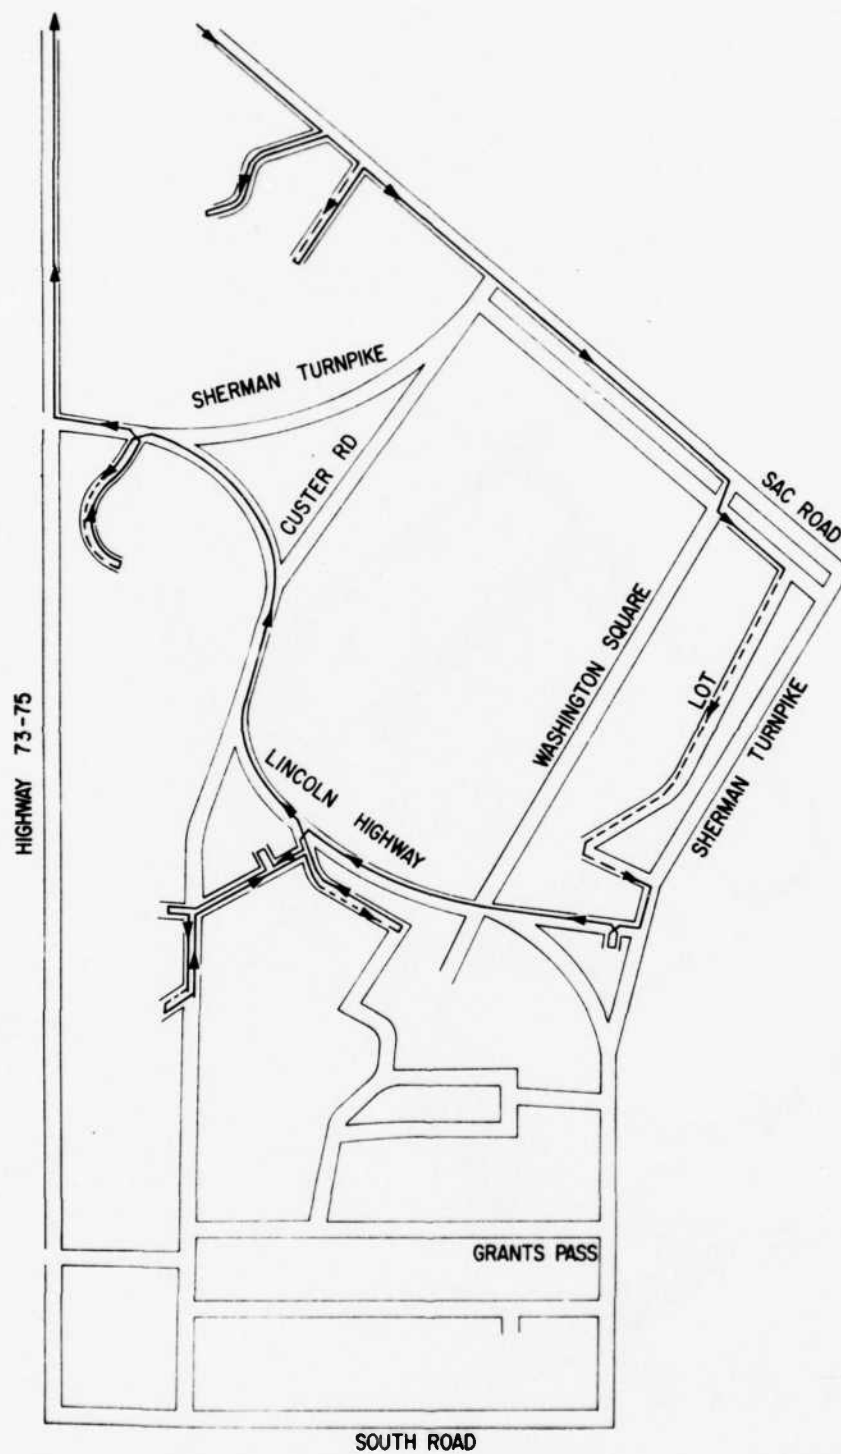 SHERMAN TURNPIKE
CUSTER RD
SAC ROAD
WASHINGTON SQUARE
LOT
SHERMAN TURNPIKE
HIGHWAY 73-75
LINCOLN HIGHWAY
GRANTS PASS
SOUTH ROAD